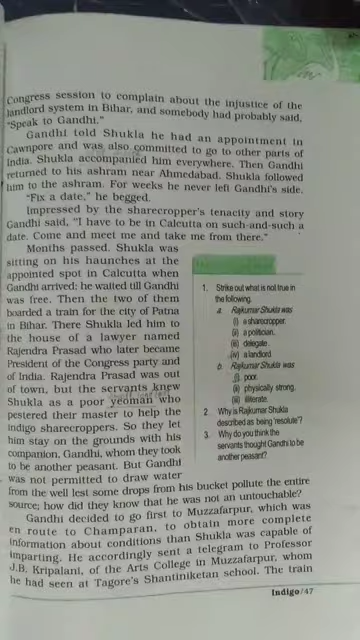 Congress session to complain about the injustice of the
landlord system in Bihar, and somebody had probably said,
"Speak to Gandhi."
Gandhi told Shukla he had an appointment in
Cawnpore and was also committed to go to other parts of
India. Shukla accompanied him everywhere. Then Gandhi
returned to his ashram near Ahmedabad. Shukla followed
him to the ashram. For weeks he never left Gandhi's side.
"Fix a date," he begged.
Impressed by the sharecropper's tenacity and story
Gandhi said, "I have to be in Calcutta on such-and-such a
date. Come and meet me and take me from there."
Months passed. Shukla was
sitting on his haunches at the
appointed spot in Calcutta when
Gandhi arrived; he waited till Gandhi
was free. Then the two of them
boarded a train for the city of Patna
in Bihar. There Shukla led him to
the house of a lawyer named
Rajendra Prasad who later became
President of the Congress party and
of India. Rajendra Prasad was out
of town, but the servants knew
Shukla as a poor yeoman who
pestered their master to help the
indigo sharecroppers. So they let
him stay on the grounds with his
companion, Gandhi, whom they took
to be another peasant. But Gandhi
was not permitted to draw water
from the well lest some drops from his bucket pollute the entire
source; how did they know that he was not an untouchable?
Gandhi decided to go first to Muzzafarpur, which was
en route to Champaran, to obtain more complete
information about conditions than Shukla was capable of
imparting. He accordingly sent a telegram to Professor
J.B. Kripalani, of the Arts College in Muzzafarpur, whom
he had seen at Tagore's Shantiniketan school. The train
1. Strike out what is not true in
the following.
a. Rajkumar Shukla was
(i) a sharecropper.
(ii) a politician.
(iii) delegate.
(iv) a landlord.
b. Rajkumar Shukla was
(i) poor.
(ii) physically strong.
(iii) illiterate.
2. Why is Rajkumar Shukla
described as being 'resolute'?
3. Why do you think the
servants thought Gandhi to be
another peasant?
Indigo/47